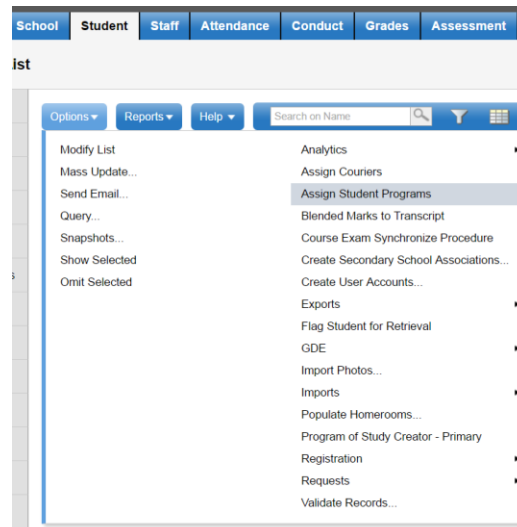 School Student Staff Attendance Conduct Grades Assessment
List
Options Reports Help Search on Name
Modify List
Mass Update...
Send Email...
Query...
Snapshots...
Show Selected
Omit Selected
Analytics
Assign Couriers
Assign Student Programs
Blended Marks to Transcript
Course Exam Synchronize Procedure
Create Secondary School Associations...
Create User Accounts...
Exports
Flag Student for Retrieval
GDE
Import Photos...
Imports
Populate Homerooms...
Program of Study Creator - Primary
Registration
Requests
Validate Records...
s